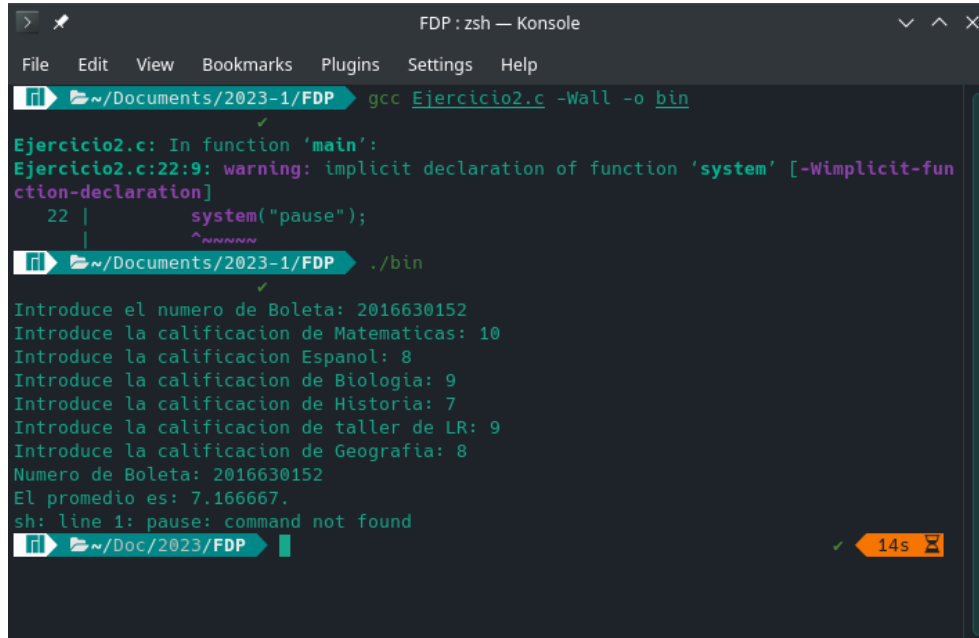 FDP : zsh — Konsole
File Edit View Bookmarks Plugins Settings Help
~/Documents/2023-1/FDP gcc Ejercicio2.c -Wall -o bin
✔
Ejercicio2.c: In function ‘main’:
Ejercicio2.c:22:9: warning: implicit declaration of function ‘system’ [-Wimplicit-fun
ction-declaration]
22 | system("pause");
| ^~~~~~
~/Documents/2023-1/FDP ./bin
✔
Introduce el numero de Boleta: 2016630152
Introduce la calificacion de Matematicas: 10
Introduce la calificacion Espanol: 8
Introduce la calificacion de Biologia: 9
Introduce la calificacion de Historia: 7
Introduce la calificacion de taller de LR: 9
Introduce la calificacion de Geografia: 8
Numero de Boleta: 2016630152
El promedio es: 7.166667.
sh: line 1: pause: command not found
~/Doc/2023/FDP ✔ 14s